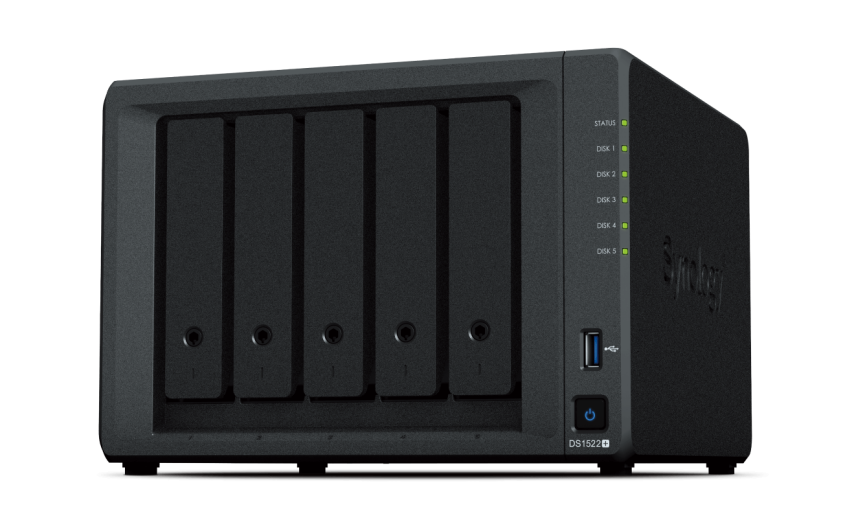 STATUS
DISK 1
DISK 2
DISK 3
DISK 4
DISK 5
Synology
DS1522+